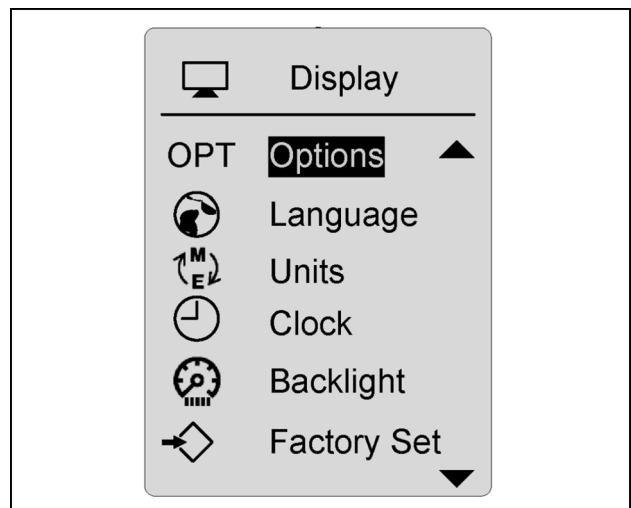 Display
OPT Options
Language
M
E Units
Clock
Backlight
Factory Set